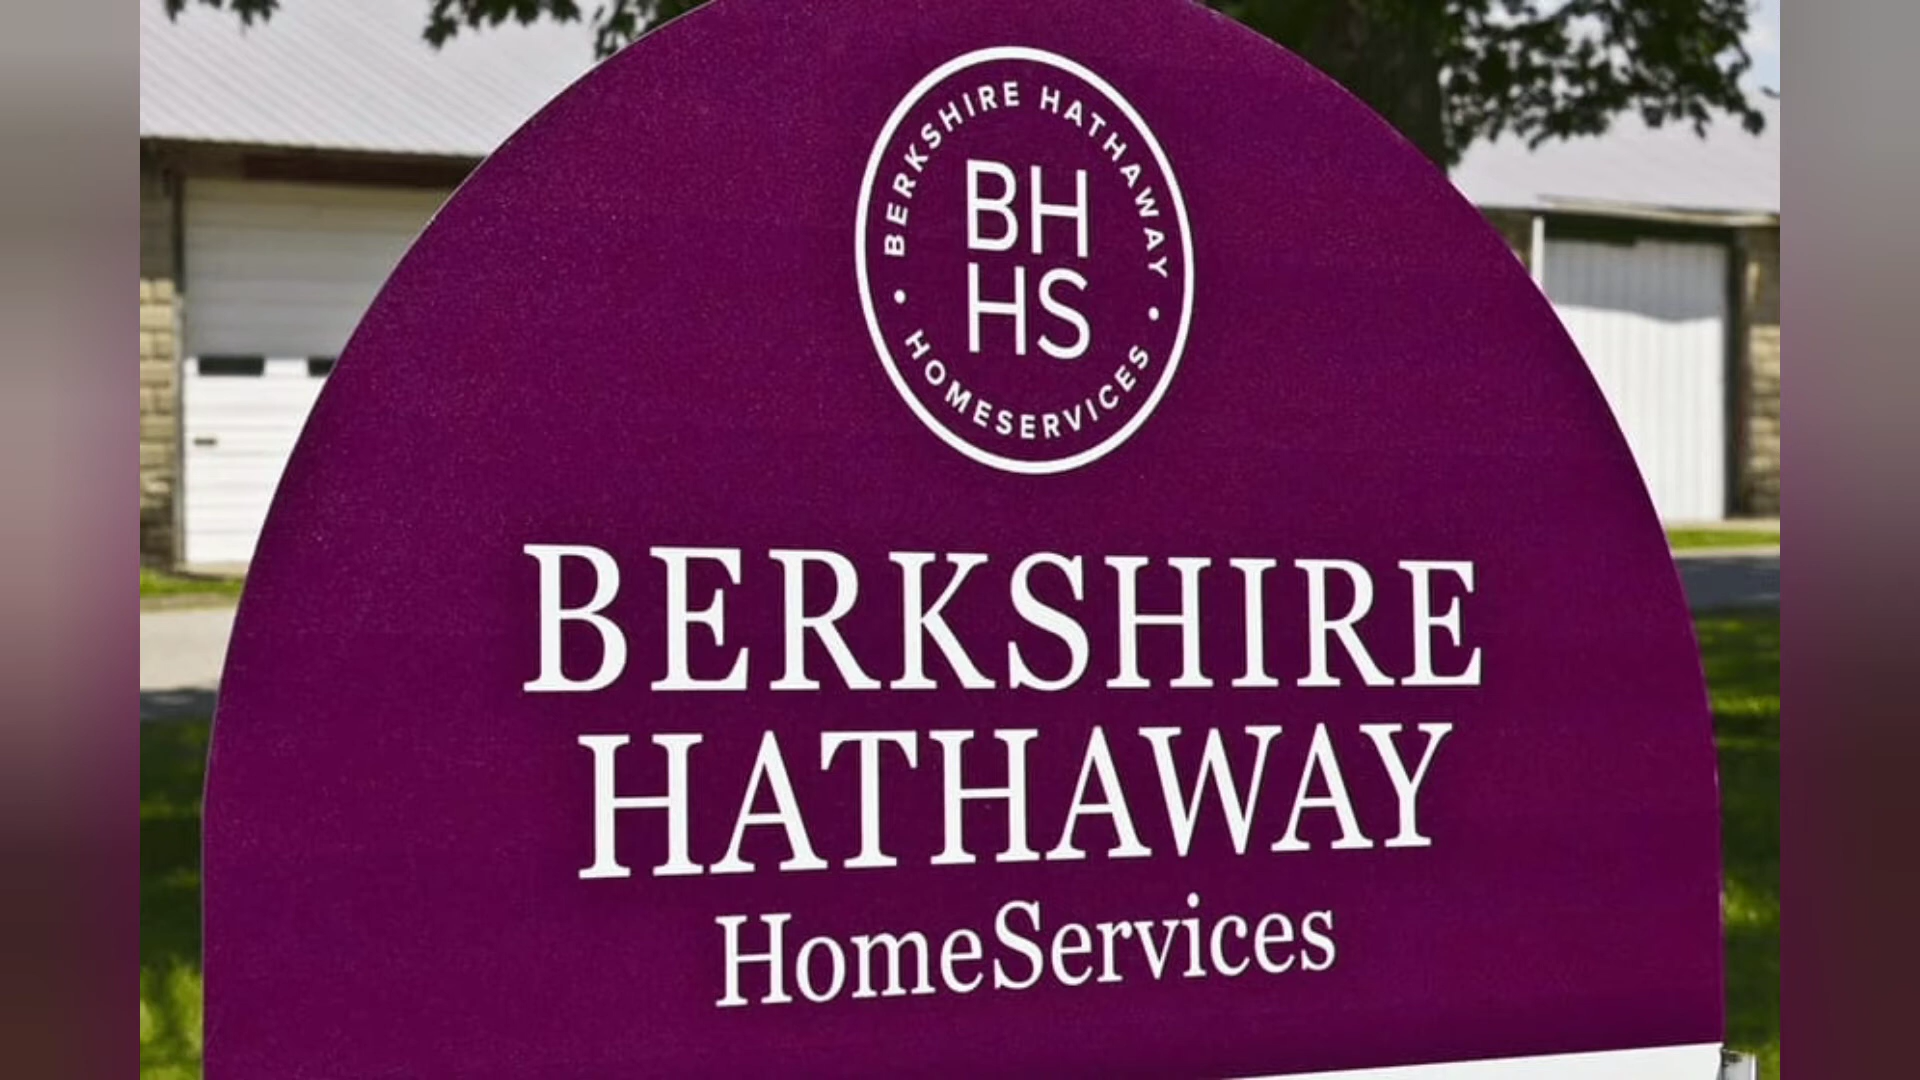 BERKSHIRE HATHAWAY
BH
HS
• HOMESERVICES •
BERKSHIRE
HATHAWAY
HomeServices